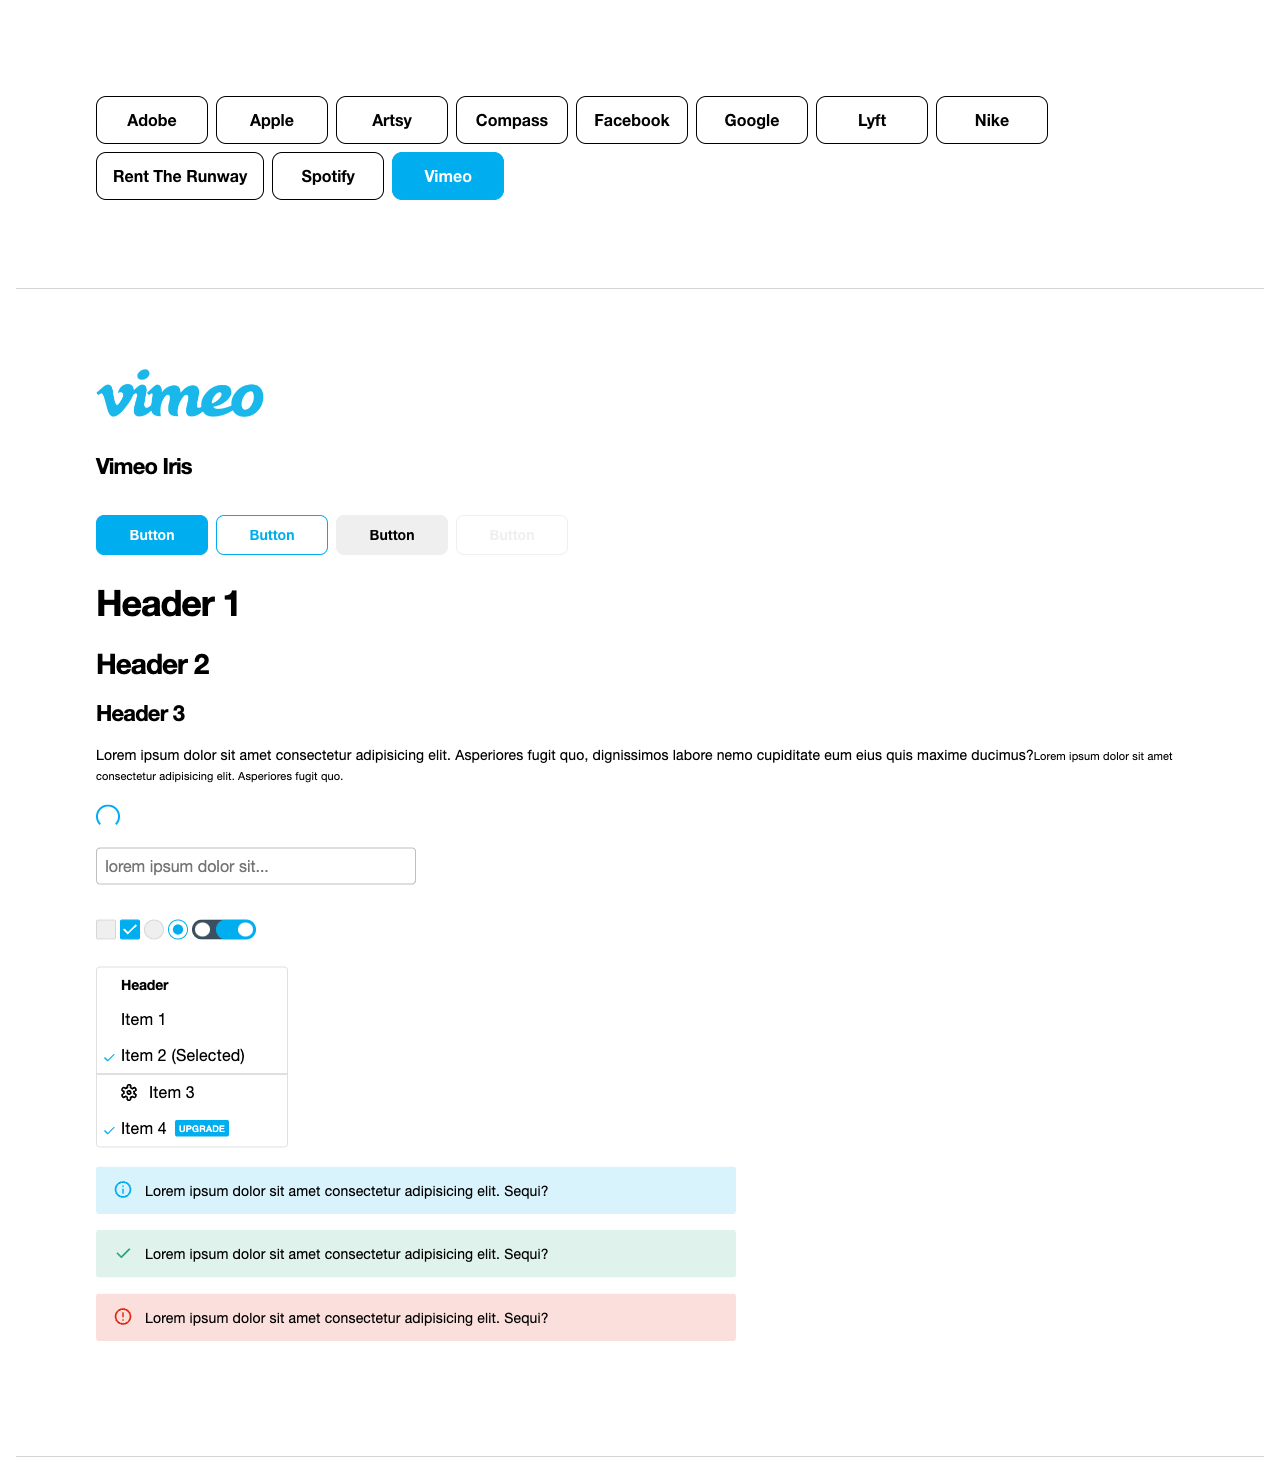 Adobe Apple Artsy Compass Facebook Google Lyft Nike
Rent The Runway Spotify Vimeo
vimeo
Vimeo Iris
Button Button Button Button
Header 1
Header 2
Header 3
Lorem ipsum dolor sit amet consectetur adipisicing elit. Asperiores fugit quo, dignissimos labore nemo cupiditate eum eius quis maxime ducimus?Lorem ipsum dolor sit amet
consectetur adipisicing elit. Asperiores fugit quo.
lorem ipsum dolor sit...
Header
Item 1
Item 2 (Selected)
Item 3
Item 4 UPGRADE
Lorem ipsum dolor sit amet consectetur adipisicing elit. Sequi?
Lorem ipsum dolor sit amet consectetur adipisicing elit. Sequi?
Lorem ipsum dolor sit amet consectetur adipisicing elit. Sequi?